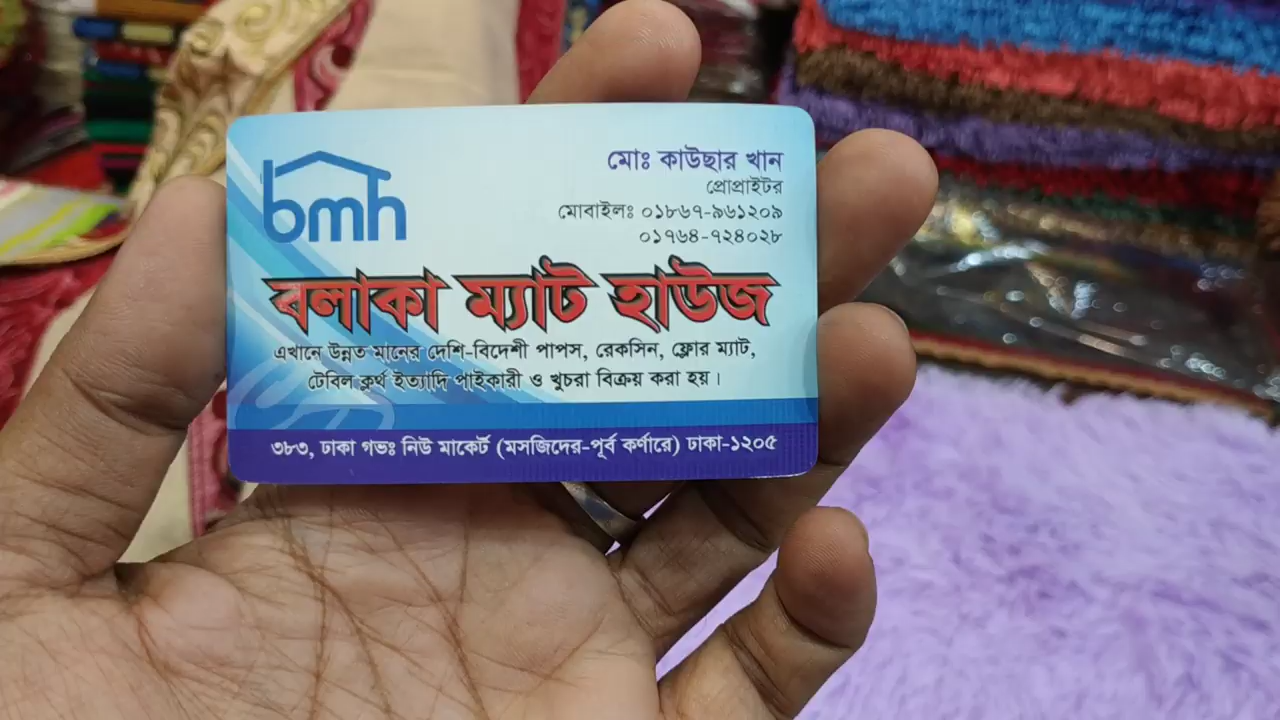 bmh
মোঃ কাউছার খান
প্রোপ্রাইটর
মোবাইলঃ ০১৮৬৭-৯৬১২০৯
০১৭৬৪-৭২৪০২৮
বলাকা ম্যাট হাউজ
এখানে উন্নত মানের দেশি-বিদেশী পাপস, রেকসিন, ফ্লোর ম্যাট,
টেবিল ক্লথ ইত্যাদি পাইকারী ও খুচরা বিক্রয় করা হয়।
৩৮৩, ঢাকা গভঃ নিউ মার্কেট (মসজিদের-পূর্ব কর্ণারে) ঢাকা-১২০৫